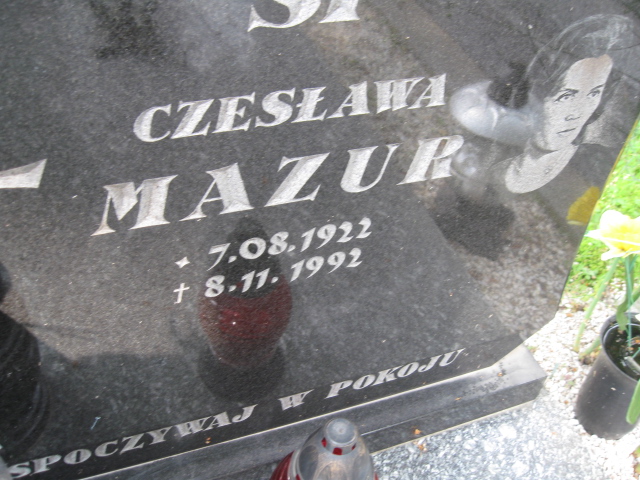 CZESŁAWA
MAZUR
7.08.1922
† 8.11.1992
SPOCZYWAJ W POKOJU